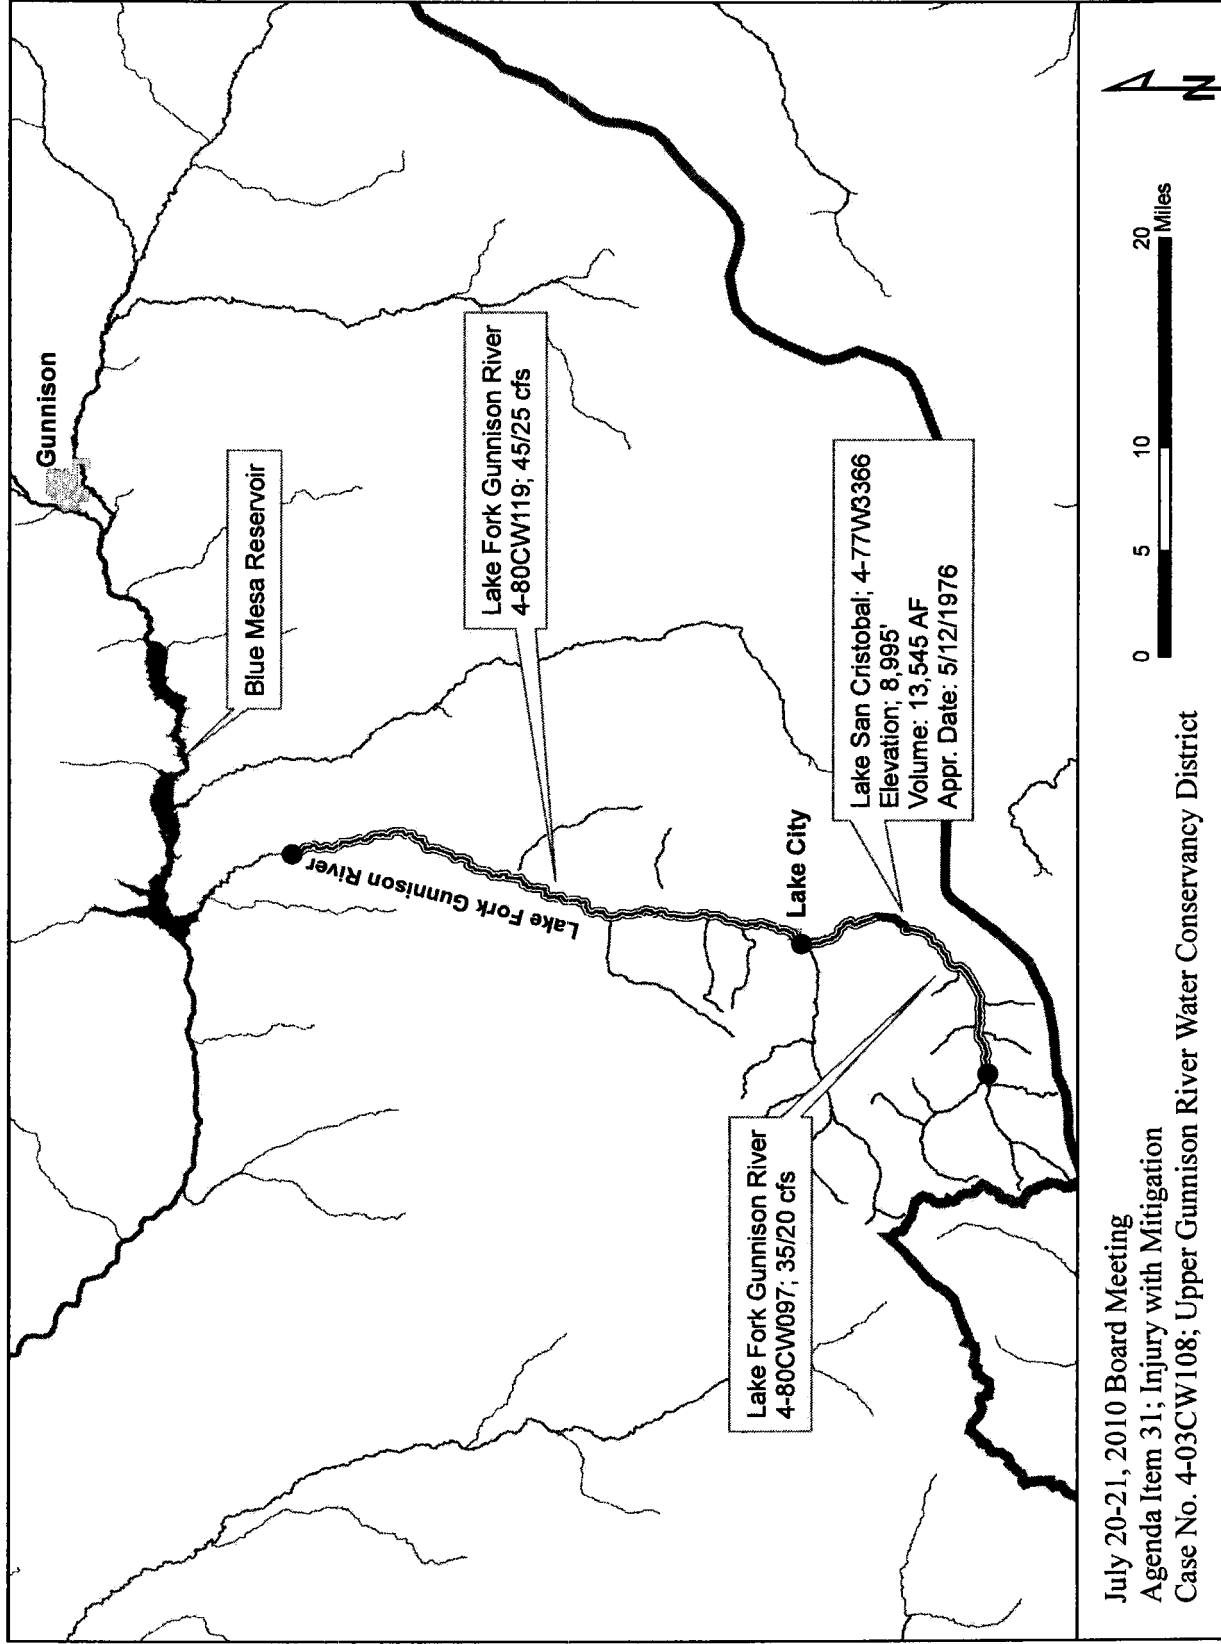 Gunnison
Blue Mesa Reservoir
Lake Fork Gunnison River
4-80CW119; 45/25 cfs
Lake Fork Gunnison River
Lake City
Lake San Cristobal; 4-77W3366
Elevation; 8,995'
Volume: 13,545 AF
Appr. Date: 5/12/1976
Lake Fork Gunnison River
4-80CW097; 35/20 cfs
July 20-21, 2010 Board Meeting
Agenda Item 31; Injury with Mitigation
Case No. 4-03CW108; Upper Gunnison River Water Conservancy District
0 5 10 20
Miles
N